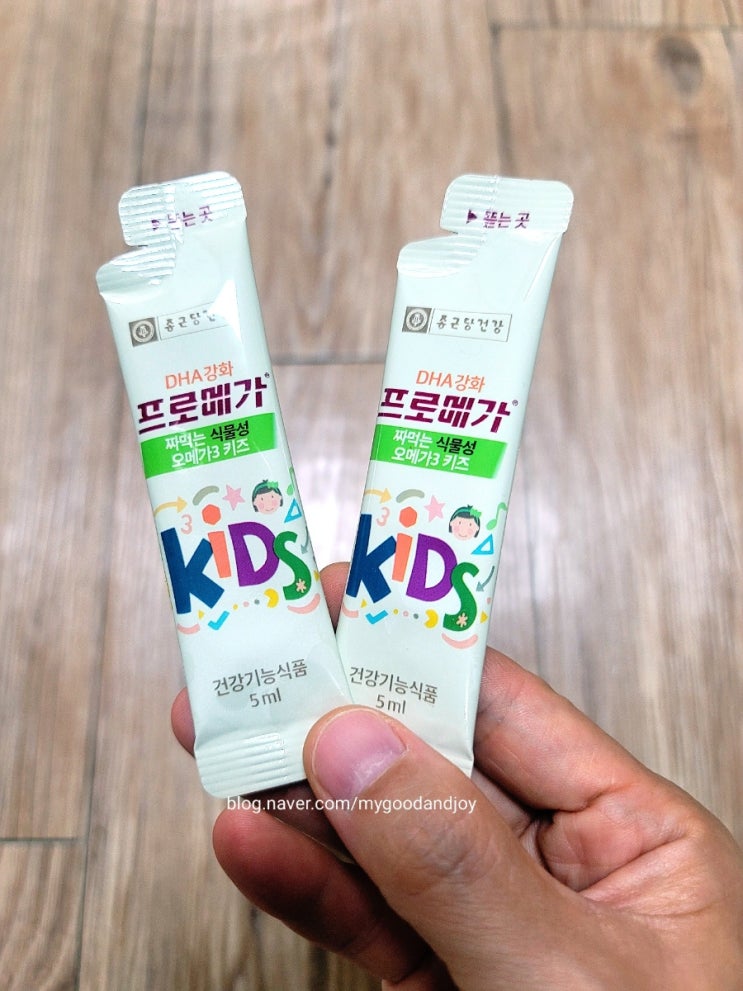 ▶ 뜯는 곳
종근당건강
DHA강화
프로메가®
짜먹는 식물성
오메가3 키즈
3
KiDS
건강기능식품
5ml
▶ 뜯는 곳
종근당건강
DHA강화
프로메가®
짜먹는 식물성
오메가3 키즈
KiDS
건강기능식품
5ml
blog.naver.com/mygoodandjoy